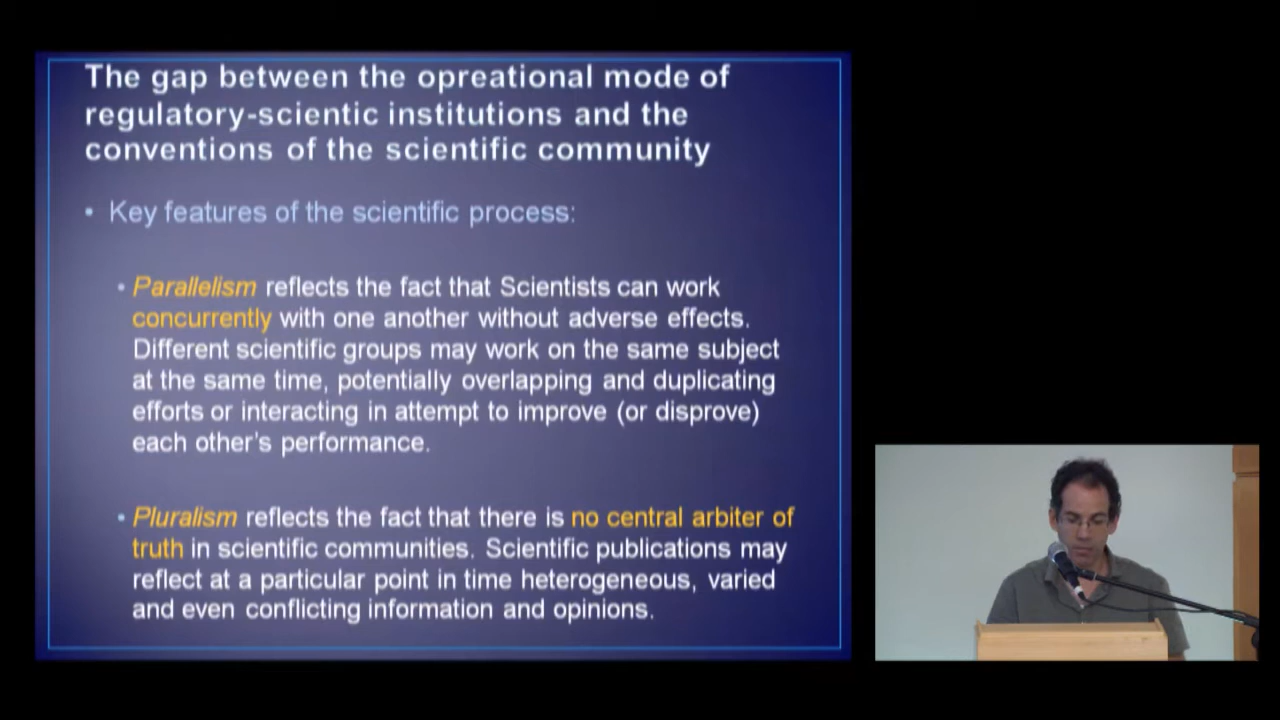 The gap between the opreational mode of
regulatory-scientic institutions and the
conventions of the scientific community
• Key features of the scientific process:
• Parallelism reflects the fact that Scientists can work
concurrently with one another without adverse effects.
Different scientific groups may work on the same subject
at the same time, potentially overlapping and duplicating
efforts or interacting in attempt to improve (or disprove)
each other's performance.
• Pluralism reflects the fact that there is no central arbiter of
truth in scientific communities. Scientific publications may
reflect at a particular point in time heterogeneous, varied
and even conflicting information and opinions.